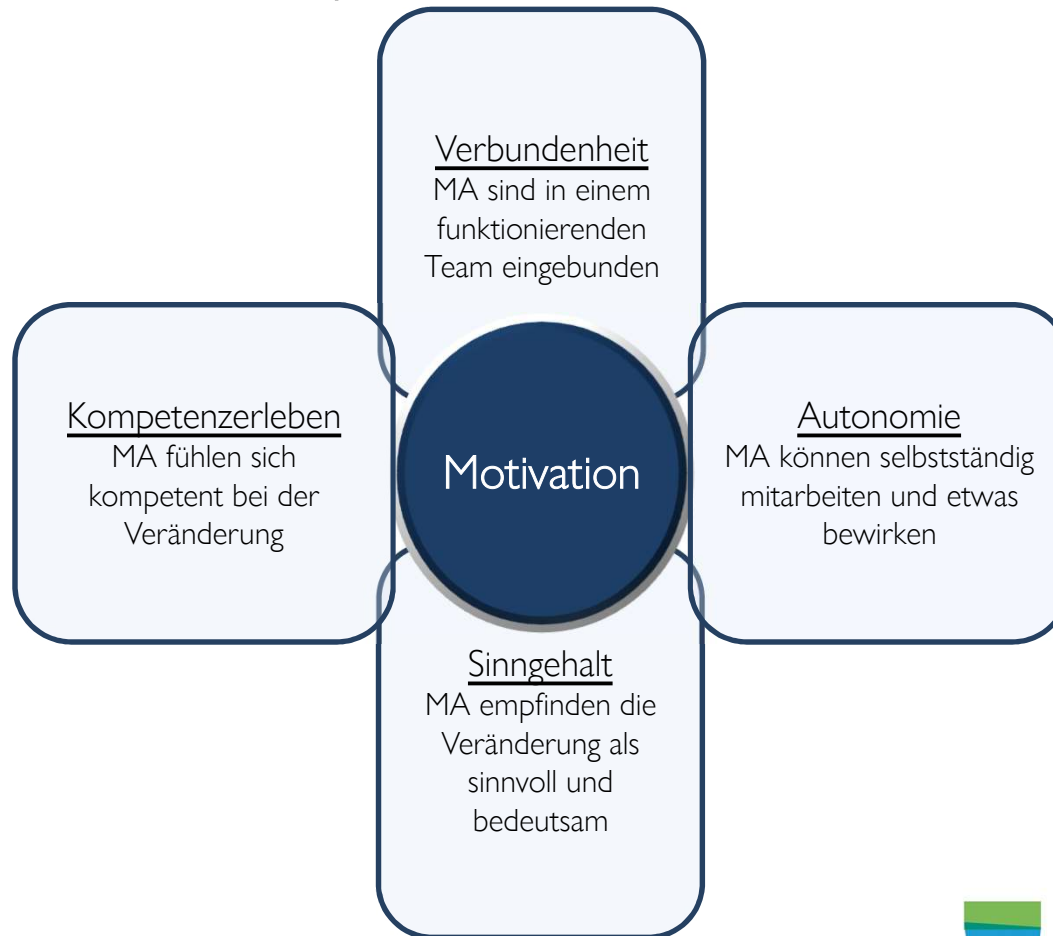 Verbundenheit
MA sind in einem
funktionierenden
Team eingebunden
Kompetenzerleben
MA fühlen sich
kompetent bei der
Veränderung
Motivation
Autonomie
MA können selbstständig
mitarbeiten und etwas
bewirken
Sinngehalt
MA empfinden die
Veränderung als
sinnvoll und
bedeutsam